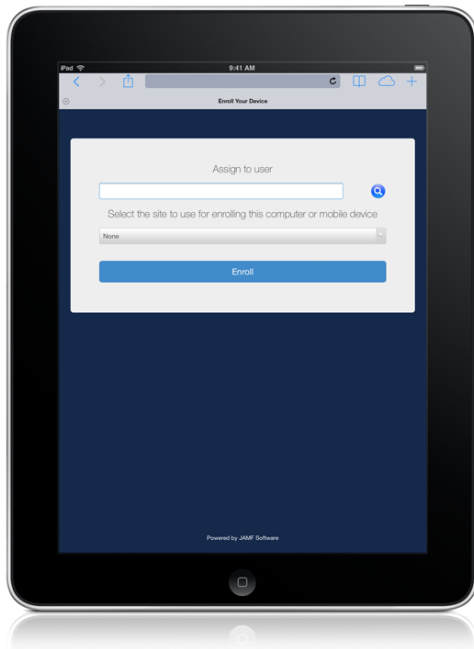 iPad
9:41 AM
Enroll Your Device
Assign to user
Select the site to use for enrolling this computer or mobile device
None
Enroll
Powered by JAMF Software